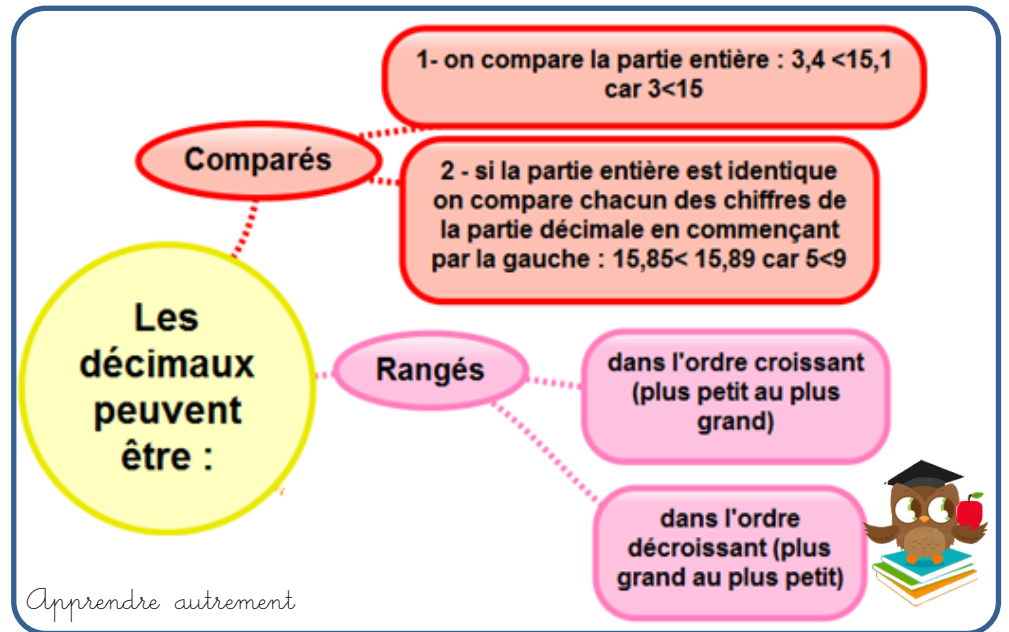 1- on compare la partie entière : 3,4 <15,1
car 3<15
Comparés
2 - si la partie entière est identique
on compare chacun des chiffres de
la partie décimale en commençant
par la gauche : 15,85< 15,89 car 5<9
Les
décimaux
peuvent
être :
Rangés
dans l'ordre croissant
(plus petit au plus
grand)
dans l'ordre
décroissant (plus
grand au plus petit)
Apprendre autrement